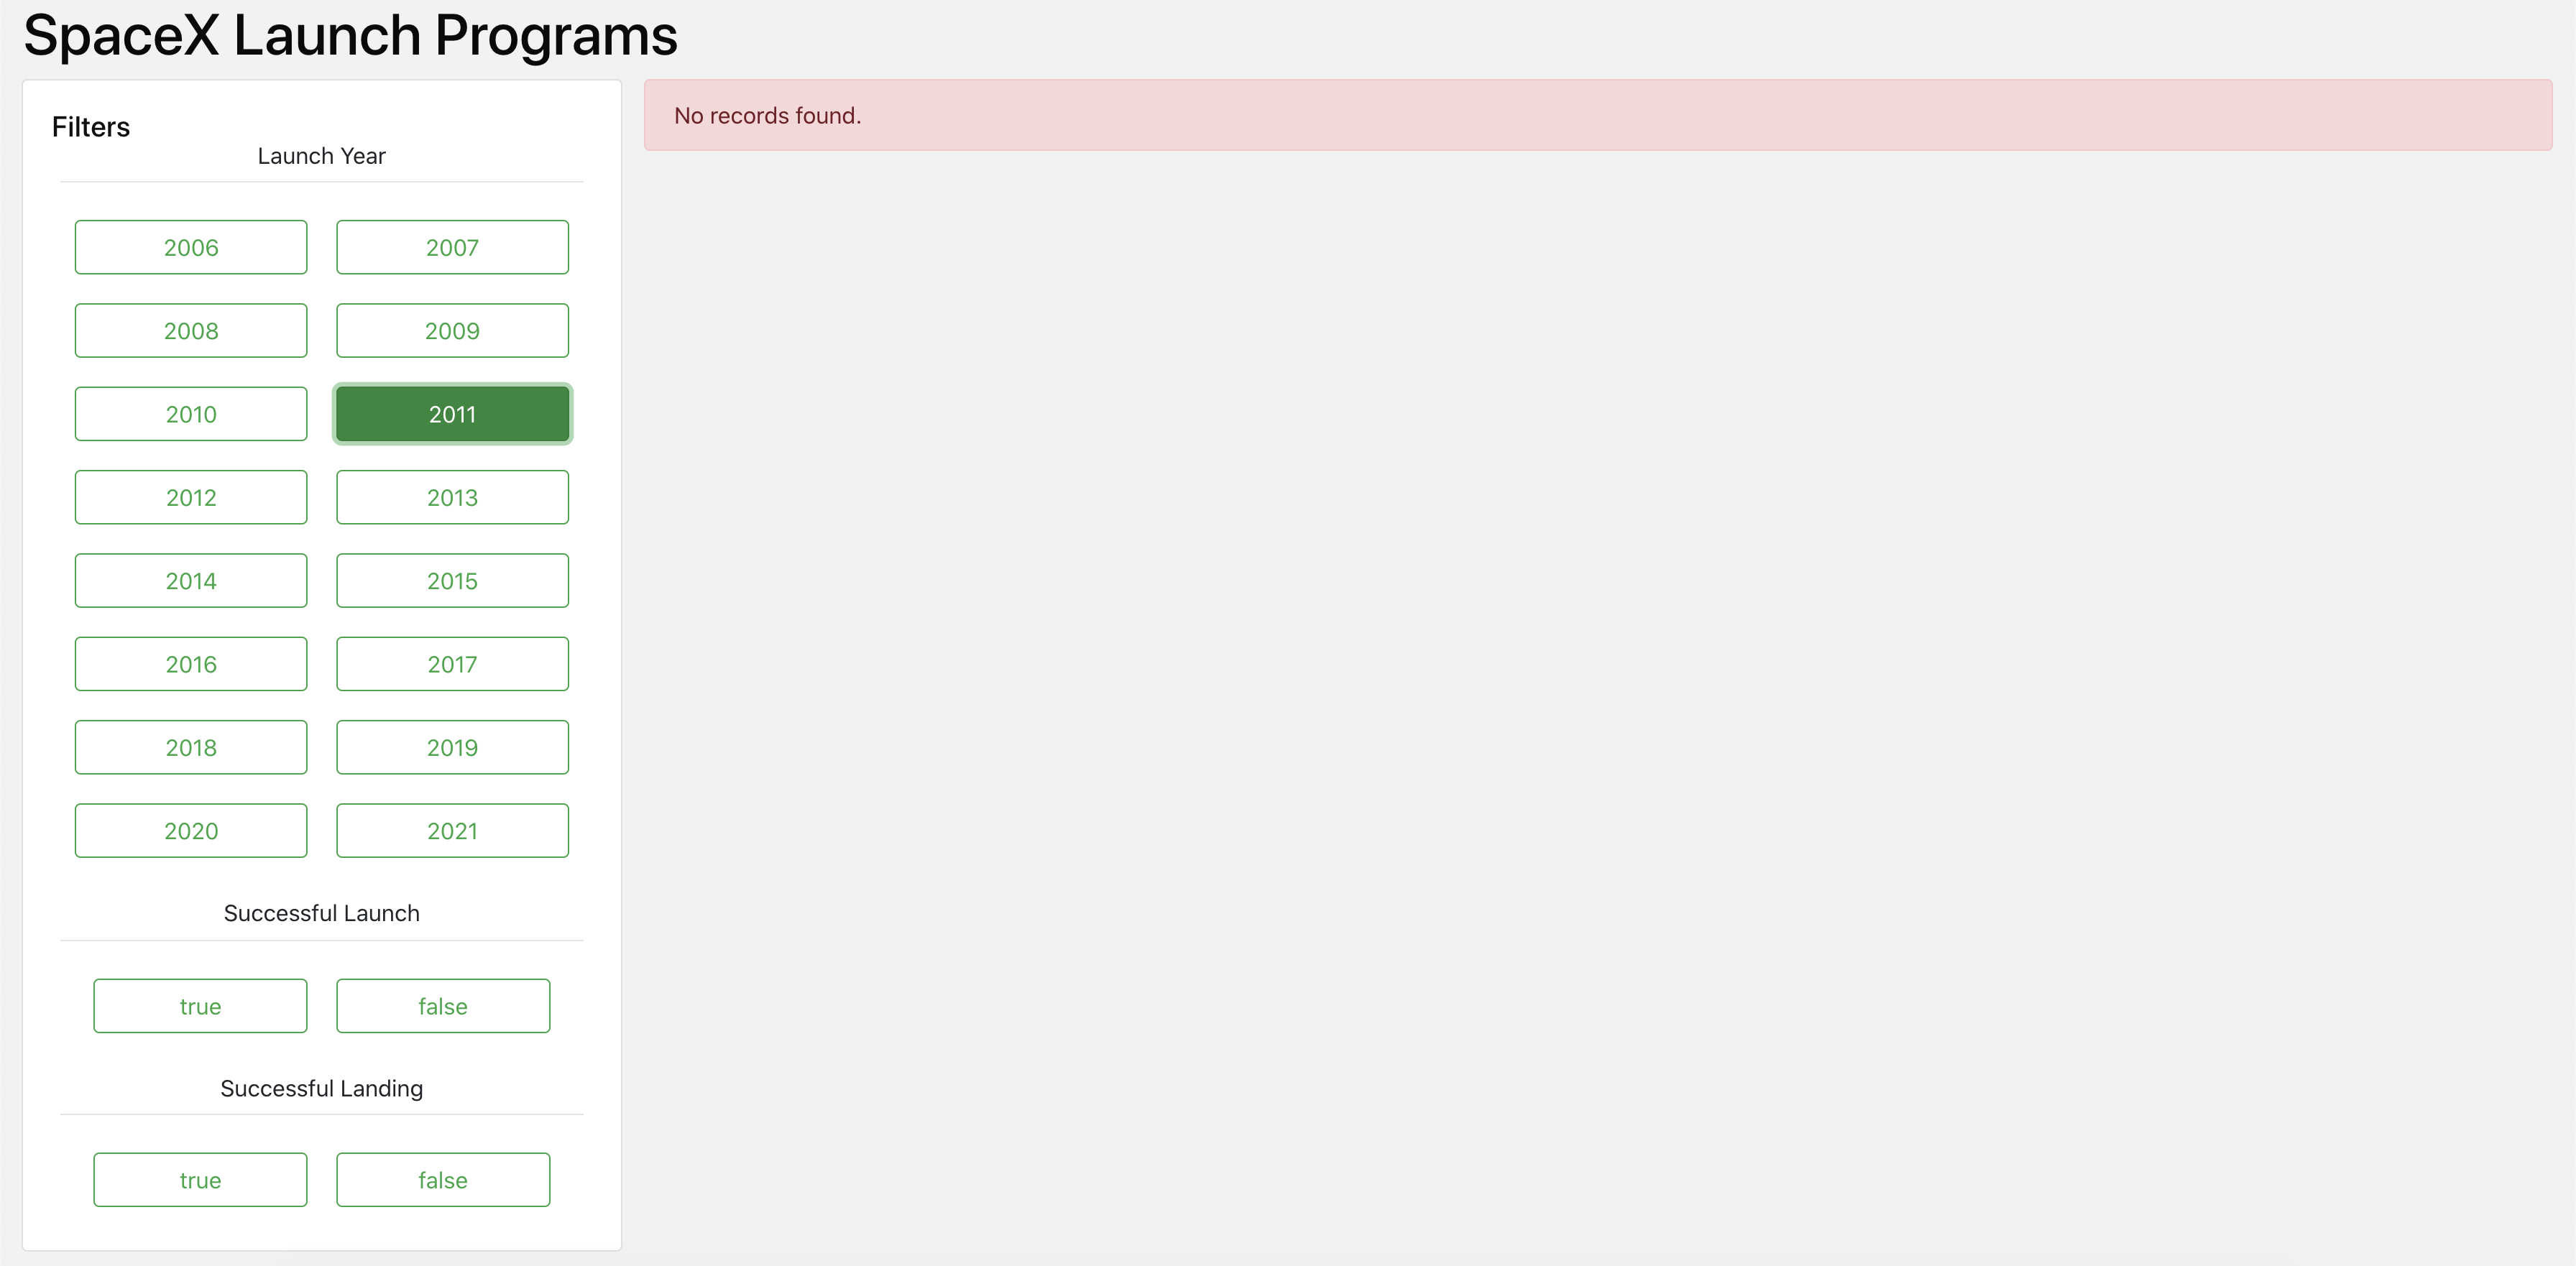 SpaceX Launch Programs
Filters
Launch Year
2006 2007
2008 2009
2010 2011
2012 2013
2014 2015
2016 2017
2018 2019
2020 2021
Successful Launch
true false
Successful Landing
true false
No records found.